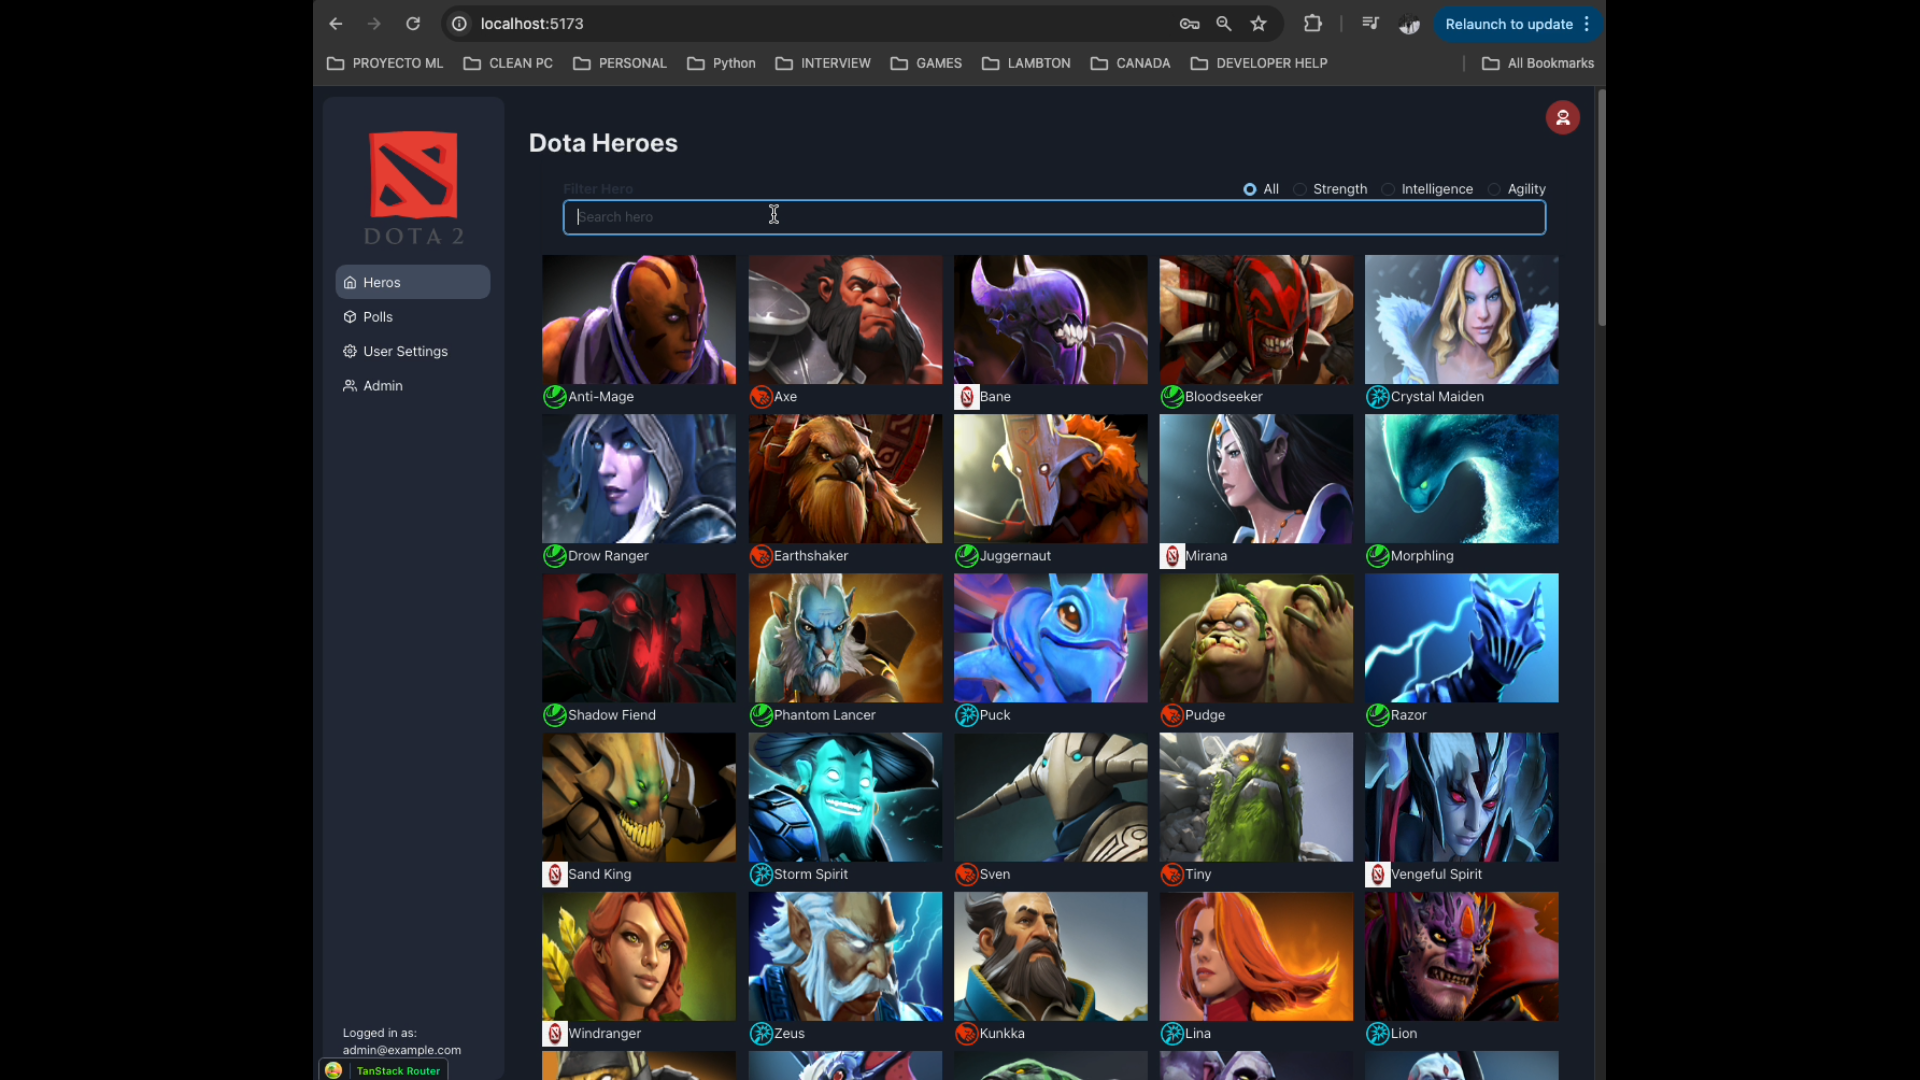 localhost:5173
Relaunch to update
PROYECTO ML CLEAN PC PERSONAL Python INTERVIEW GAMES LAMBTON CANADA DEVELOPER HELP All Bookmarks
DOTA 2
Heros
Polls
User Settings
Admin
Dota Heroes
Filter Hero
All Strength Intelligence Agility
Search hero
Anti-Mage Axe Bane Bloodseeker Crystal Maiden
Drow Ranger Earthshaker Juggernaut Mirana Morphling
Shadow Fiend Phantom Lancer Puck Pudge Razor
Sand King Storm Spirit Sven Tiny Vengeful Spirit
Windranger Zeus Kunkka Lina Lion
Logged in as:
admin@example.com
TanStack Router